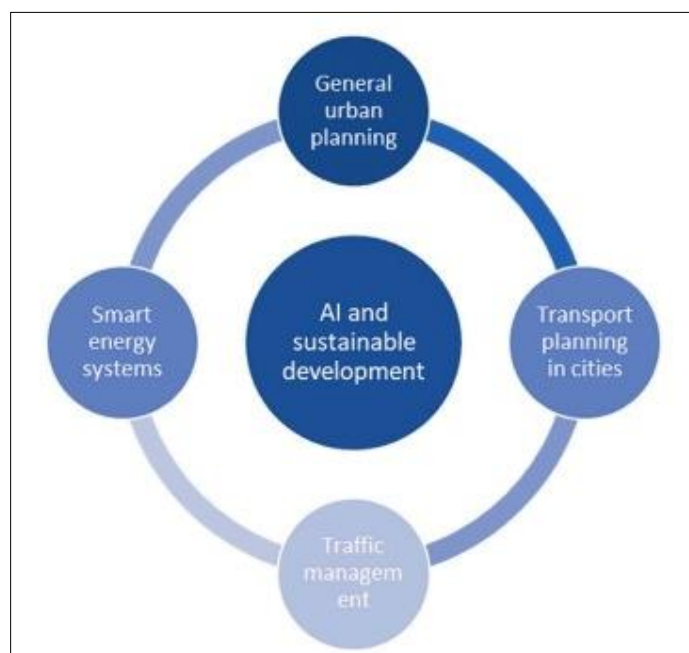 General
urban
planning
Smart
energy
systems
AI and
sustainable
development
Transport
planning
in cities
Traffic
managem
ent